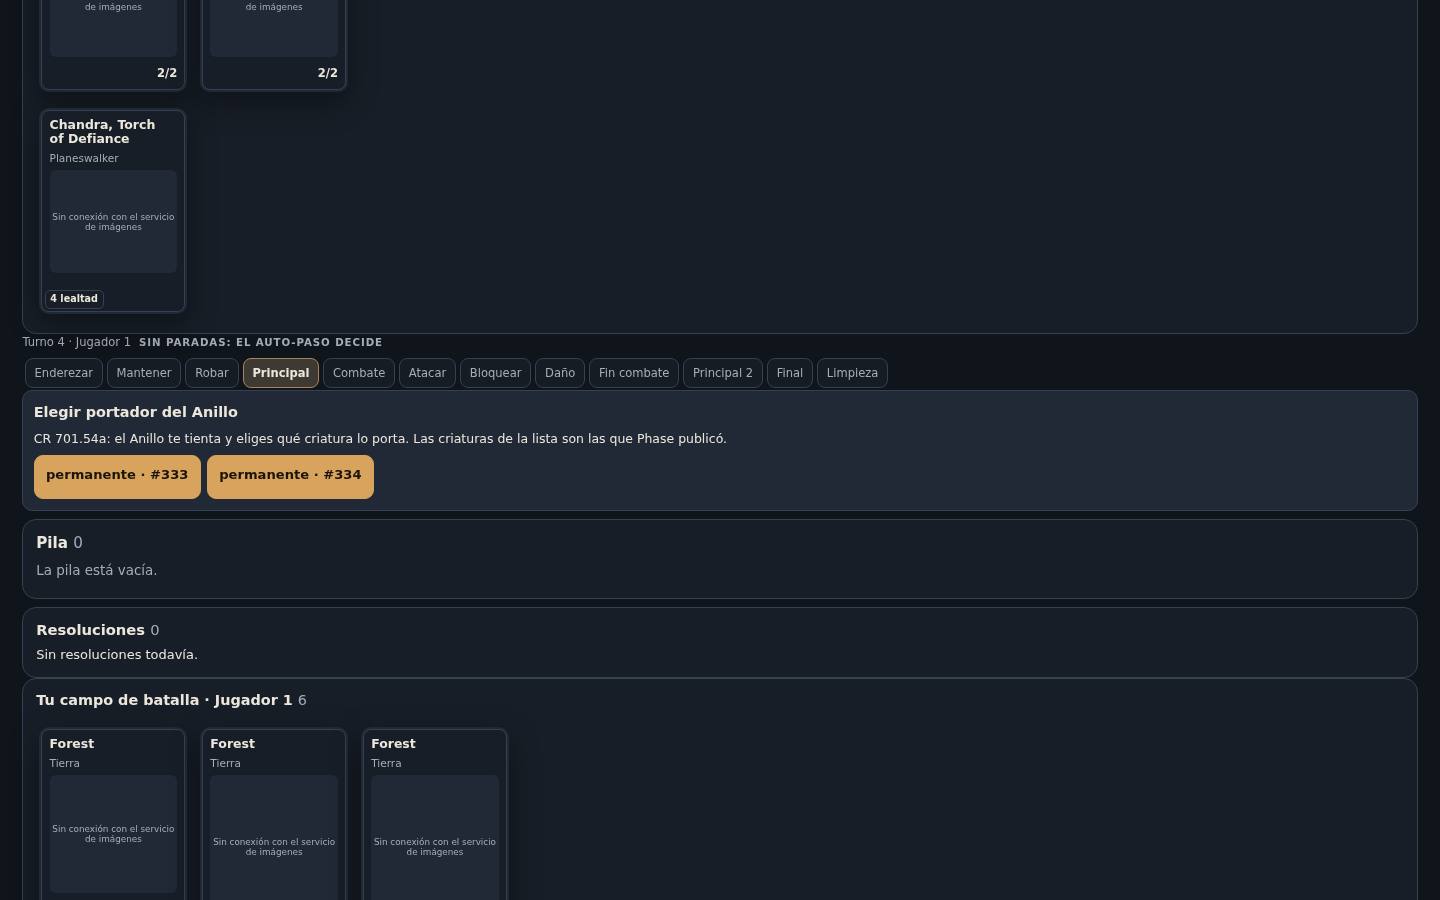 de imágenes
de imágenes
2/2
2/2
Chandra, Torch
of Defiance
Planeswalker
Sin conexión con el servicio
de imágenes
4 lealtad
Turno 4 · Jugador 1 SIN PARADAS: EL AUTO-PASO DECIDE
Enderezar
Mantener
Robar
Principal
Combate
Atacar
Bloquear
Daño
Fin combate
Principal 2
Final
Limpieza
Elegir portador del Anillo
CR 701.54a: el Anillo te tienta y eliges qué criatura lo porta. Las criaturas de la lista son las que Phase publicó.
permanente · #333
permanente · #334
Pila 0
La pila está vacía.
Resoluciones 0
Sin resoluciones todavía.
Tu campo de batalla · Jugador 1 6
Forest
Tierra
Sin conexión con el servicio
de imágenes
Forest
Tierra
Sin conexión con el servicio
de imágenes
Forest
Tierra
Sin conexión con el servicio
de imágenes